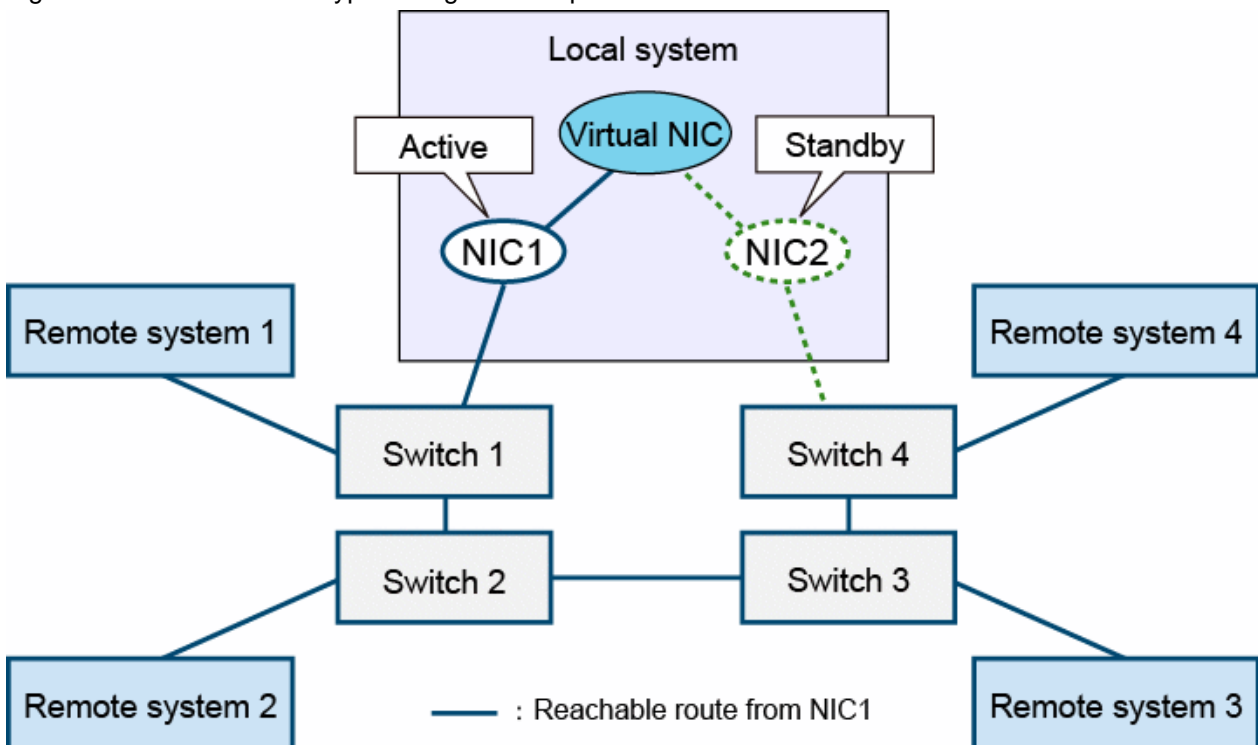 Local system
Virtual NIC
Active
Standby
NIC1
NIC2
Remote system 1
Remote system 4
Switch 1
Switch 4
Switch 2
Switch 3
Remote system 2
: Reachable route from NIC1
Remote system 3